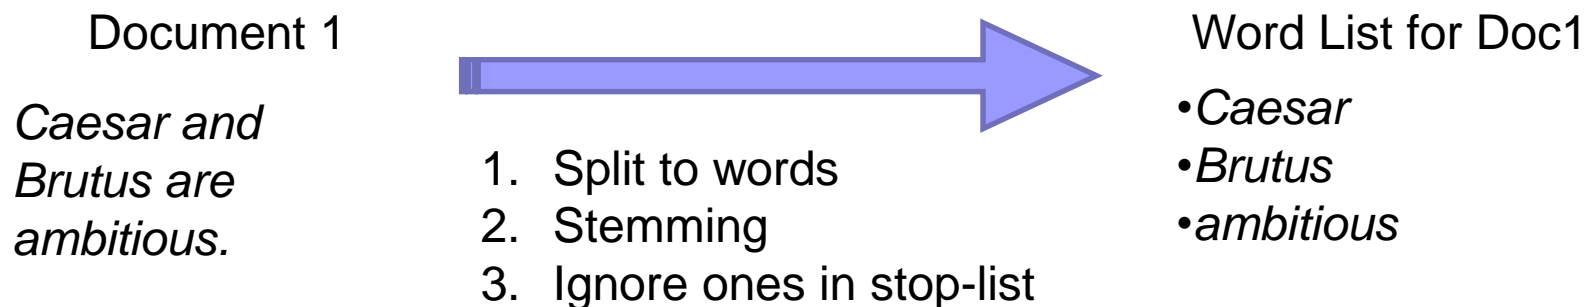 Document 1
Caesar and
Brutus are
ambitious.
1. Split to words
2. Stemming
3. Ignore ones in stop-list
Word List for Doc1
•Caesar
•Brutus
•ambitious